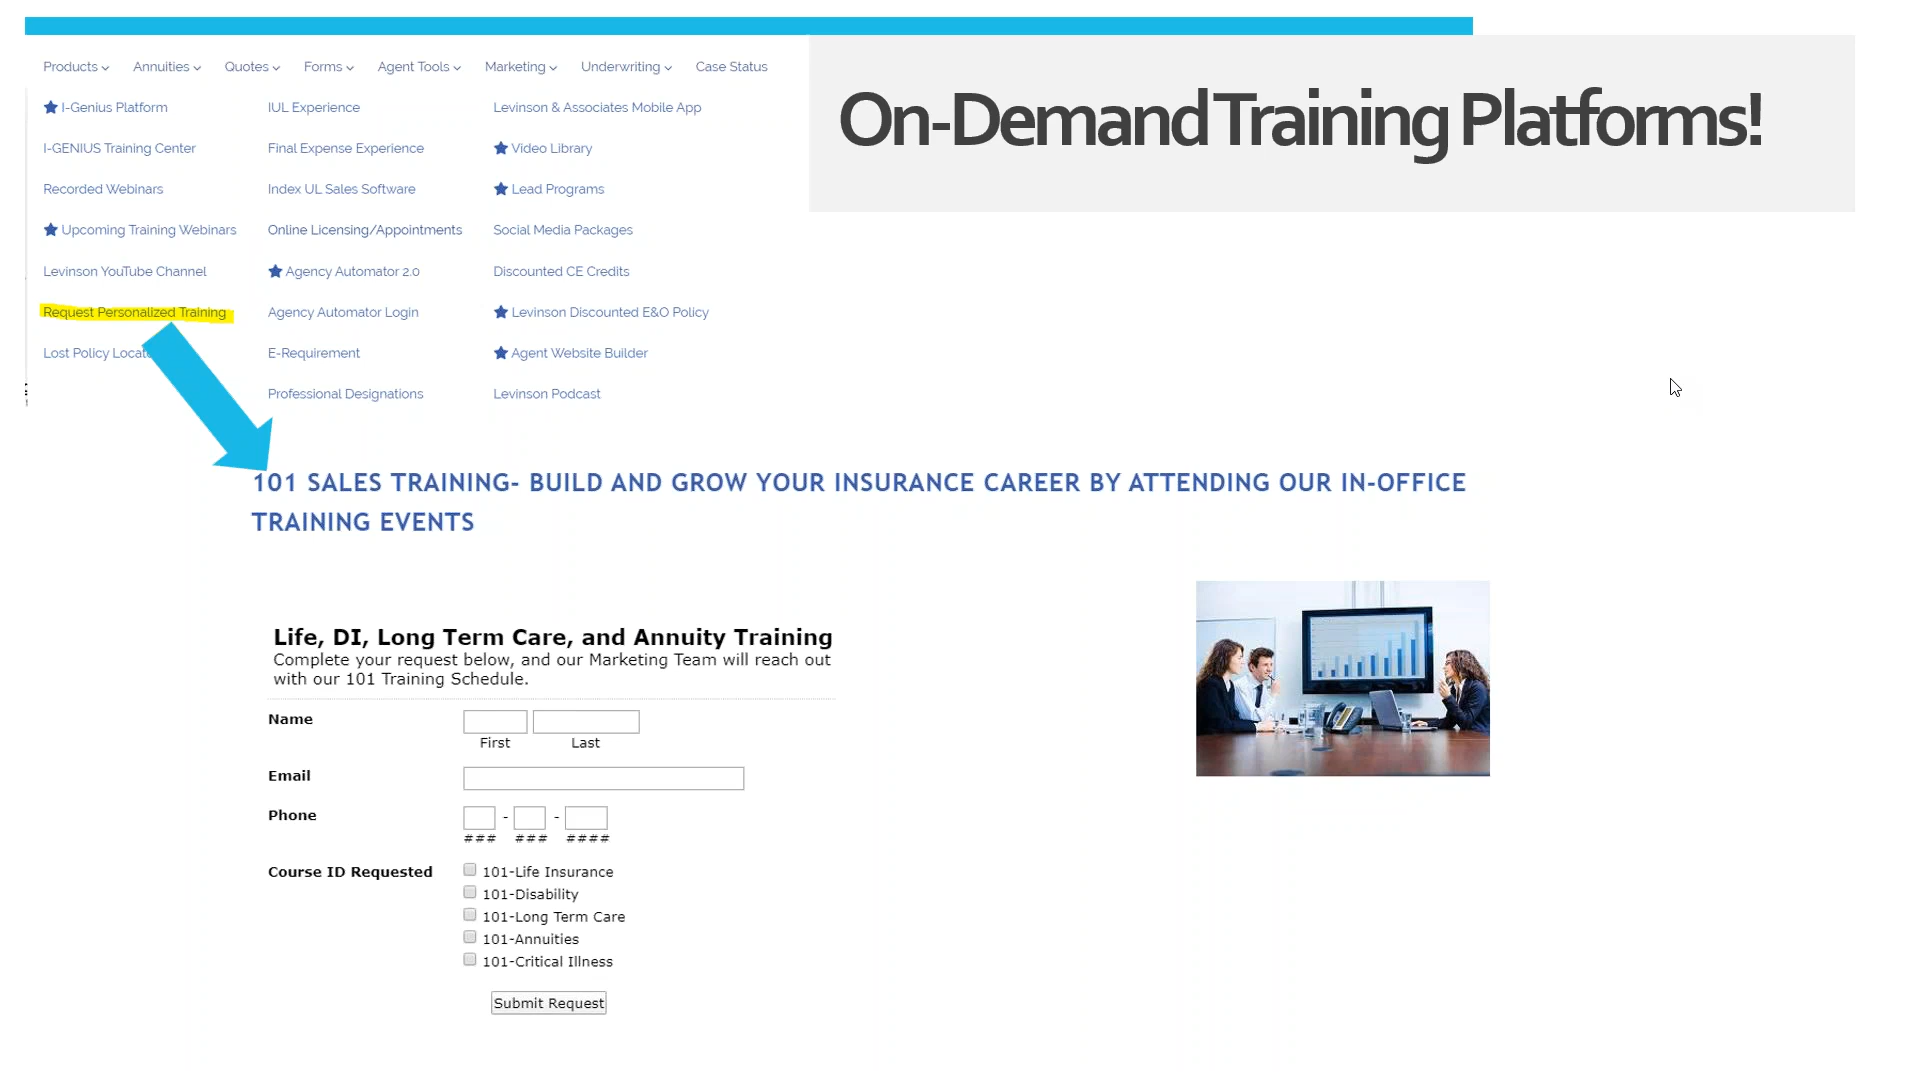 Products Annuities Quotes Forms Agent Tools Marketing Underwriting Case Status
On-Demand Training Platforms!
I-Genius Platform
I-GENIUS Training Center
Recorded Webinars
Upcoming Training Webinars
Levinson YouTube Channel
Request Personalized Training
Lost Policy
IUL Experience
Final Expense Experience
Index UL Sales Software
Online Licensing/Appointments
Agency Automator 2.0
Agency Automator Login
E-Requirement
Professional Designations
Levinson & Associates Mobile App
Video Library
Lead Programs
Social Media Packages
Discounted CE Credits
Levinson Discounted E&O Policy
Agent Website Builder
Levinson Podcast
101 SALES TRAINING- BUILD AND GROW YOUR INSURANCE CAREER BY ATTENDING OUR IN-OFFICE
TRAINING EVENTS
Life, DI, Long Term Care, and Annuity Training
Complete your request below, and our Marketing Team will reach out
with our 101 Training Schedule.
Name
First Last
Email
Phone - -
### ### ####
Course ID Requested
101-Life Insurance
101-Disability
101-Long Term Care
101-Annuities
101-Critical Illness
Submit Request